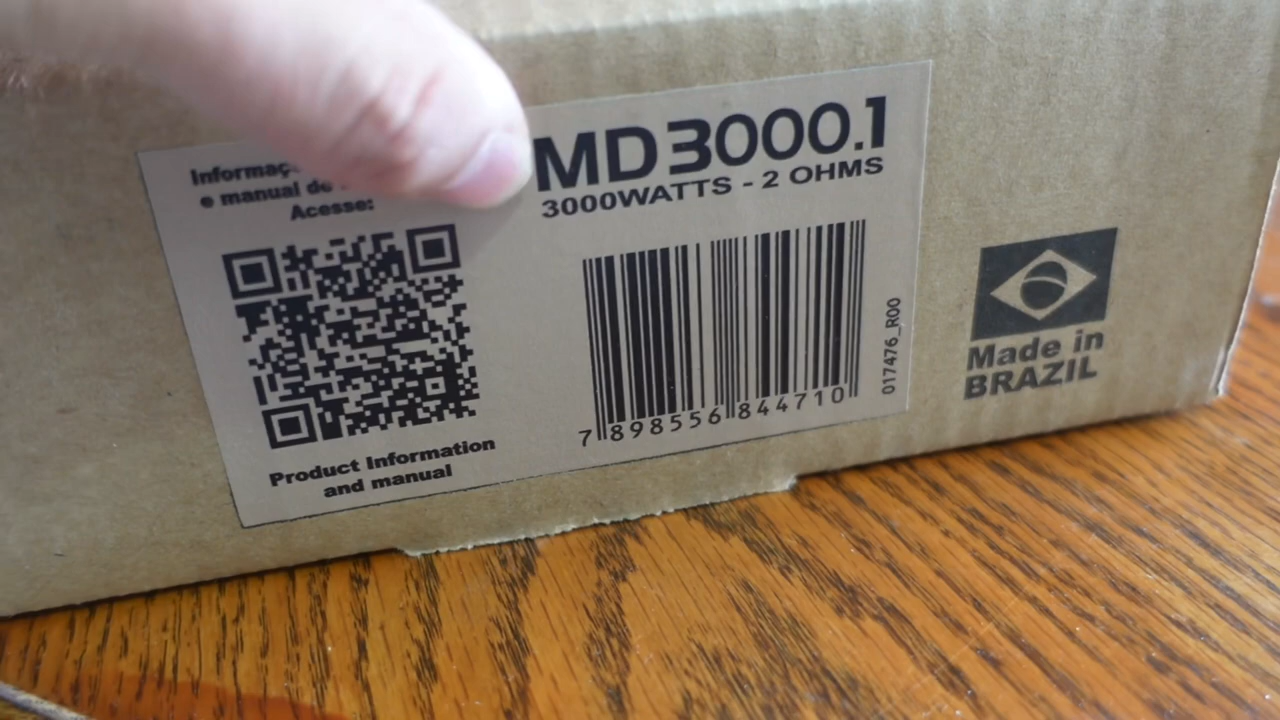 e manual de
Acesse:
Product Information
and manual
MD3000.1
3000WATTS - 2 OHMS
7 898556 844710
017476_R00
Made in
BRAZIL